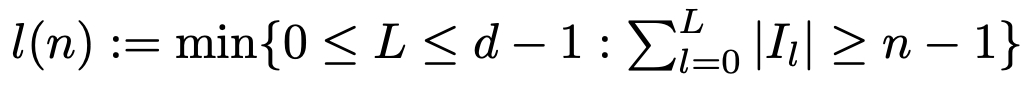 l(n) := min{0 ≤ L ≤ d − 1 : ∑_{l=0}^{L} |I_l| ≥ n − 1}